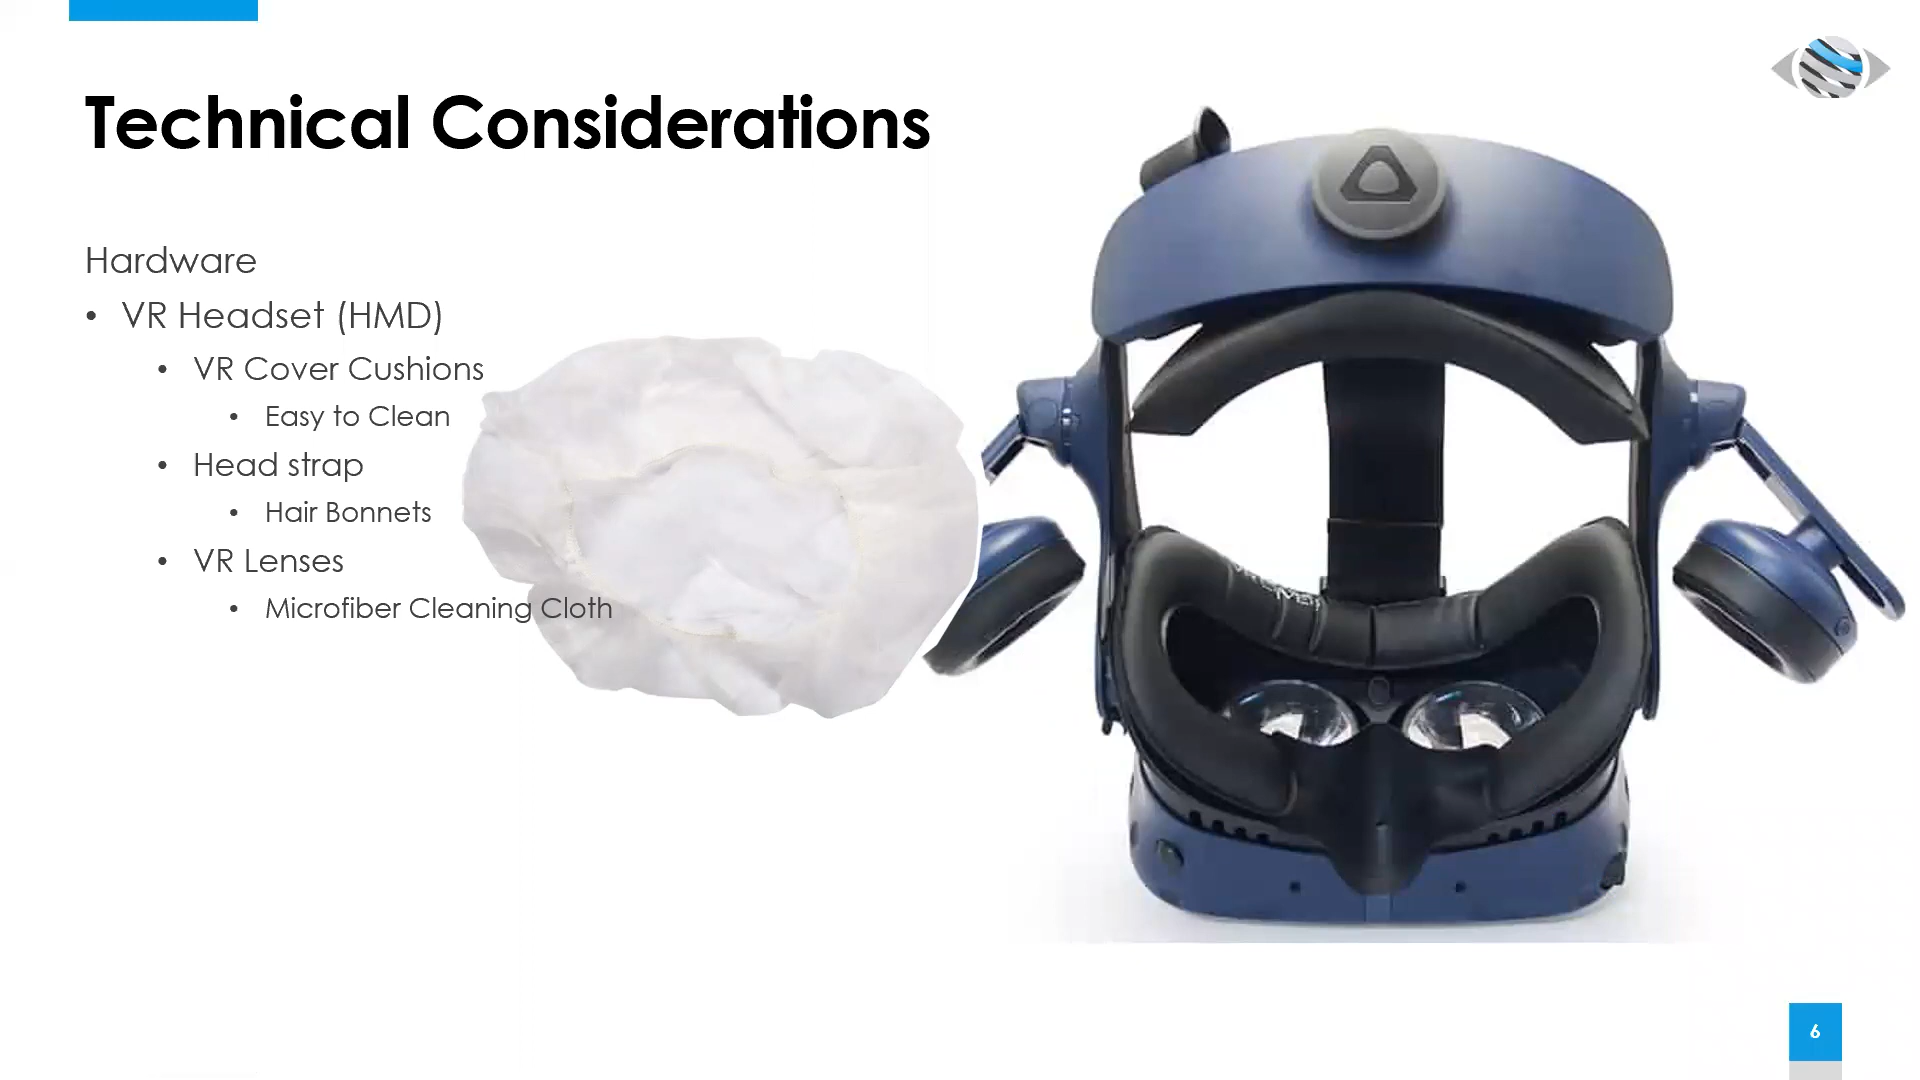 Technical Considerations
Hardware
• VR Headset (HMD)
• VR Cover Cushions
• Easy to Clean
• Head strap
• Hair Bonnets
• VR Lenses
• Microfiber Cleaning Cloth
6